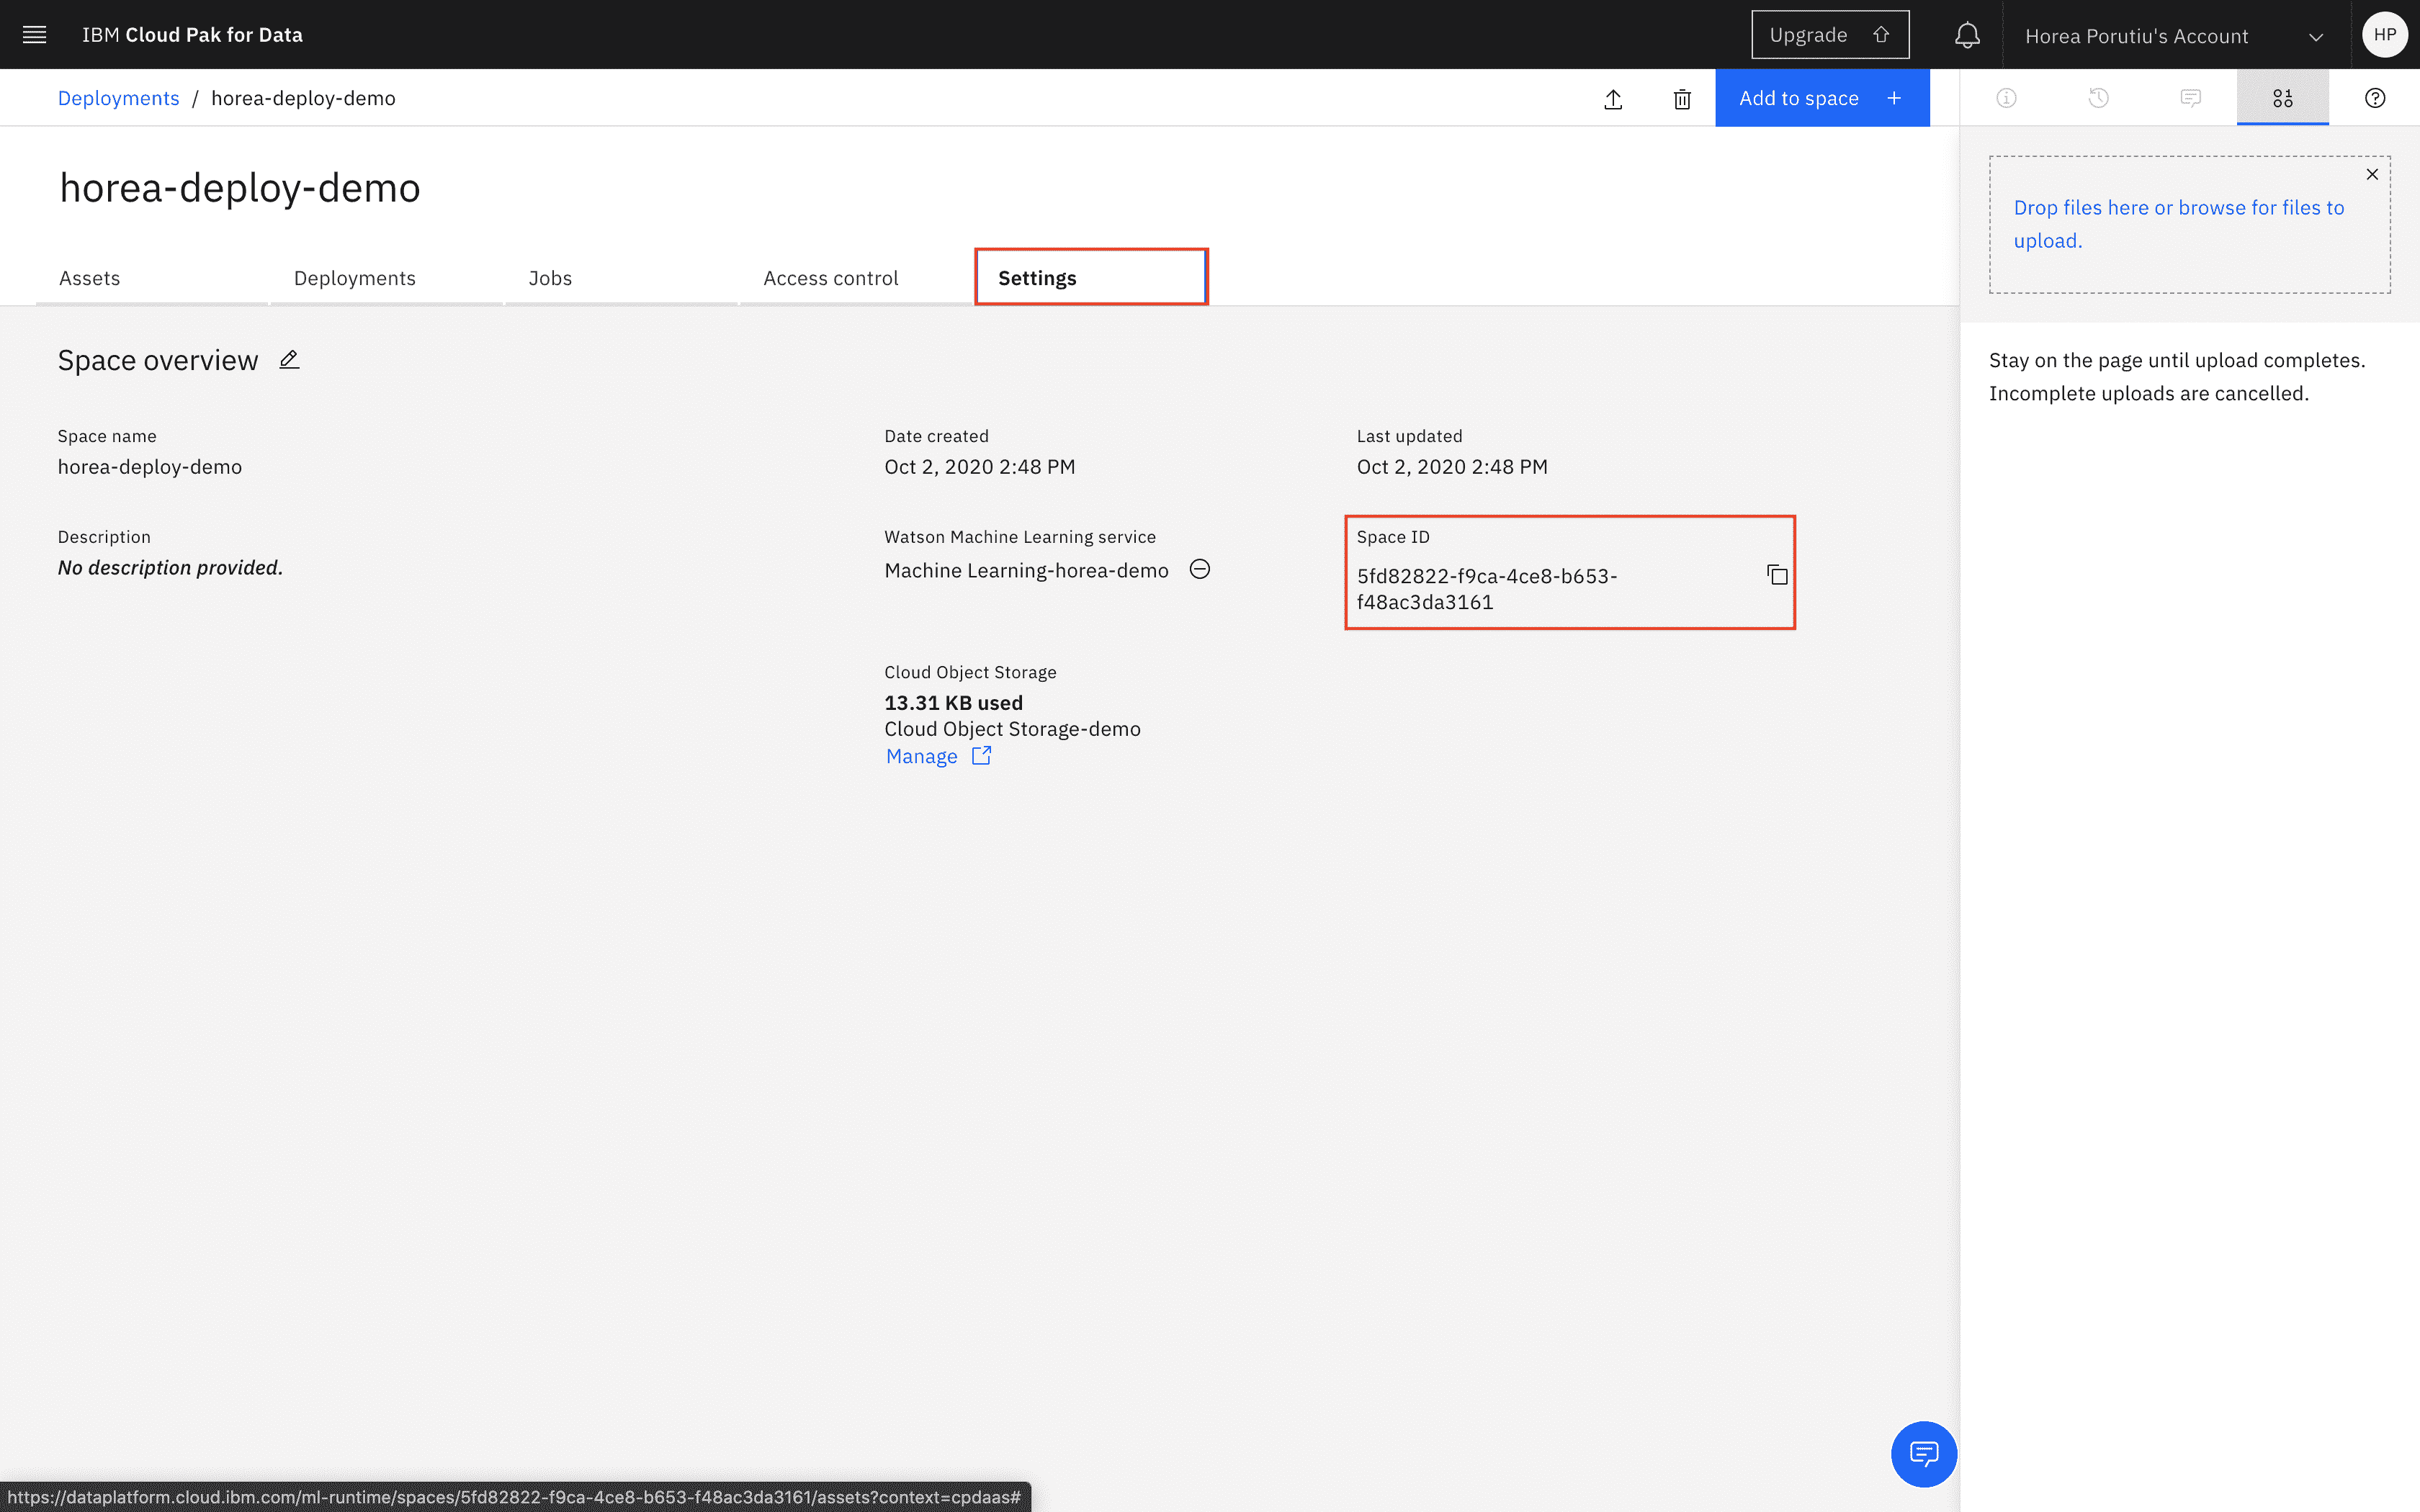 IBM Cloud Pak for Data
Upgrade
Horea Porutiu's Account
HP
Deployments / horea-deploy-demo
Add to space +
horea-deploy-demo
Assets
Deployments
Jobs
Access control
Settings
Drop files here or browse for files to
upload.
Stay on the page until upload completes.
Incomplete uploads are cancelled.
Space overview
Space name
horea-deploy-demo
Date created
Oct 2, 2020 2:48 PM
Last updated
Oct 2, 2020 2:48 PM
Description
No description provided.
Watson Machine Learning service
Machine Learning-horea-demo
Space ID
5fd82822-f9ca-4ce8-b653-
f48ac3da3161
Cloud Object Storage
13.31 KB used
Cloud Object Storage-demo
Manage
https://dataplatform.cloud.ibm.com/ml-runtime/spaces/5fd82822-f9ca-4ce8-b653-f48ac3da3161/assets?context=cpdaas#